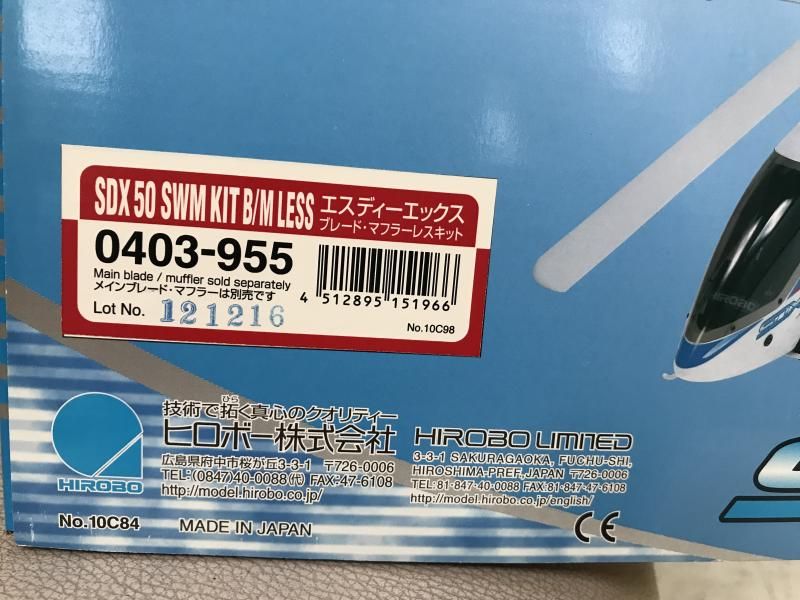 SDX 50 SWM KIT B/M LESS エスディーエックス
ブレード・マフラーレスキット
0403-955
Main blade / muffler sold separately
メインブレード・マフラーは別売です
Lot No. 121216
4 512895 151966
No.10C98
HIROBO
技術で拓く真心のクオリティー
ひら
ヒロボー株式会社
広島県府中市桜が丘3-3-1 〒726-0006
TEL:(0847)40-0088(代) FAX:47-6108
http://model.hirobo.co.jp/
HIROBO LIMITED
3-3-1 SAKURAGAOKA, FUCHU-SHI,
HIROSHIMA-PREF,JAPAN 〒726-0006
TEL:81-847-40-0088 FAX:81-847-47-6108
http://model.hirobo.co.jp/english/
HIROBO
No.10C84
MADE IN JAPAN
CE